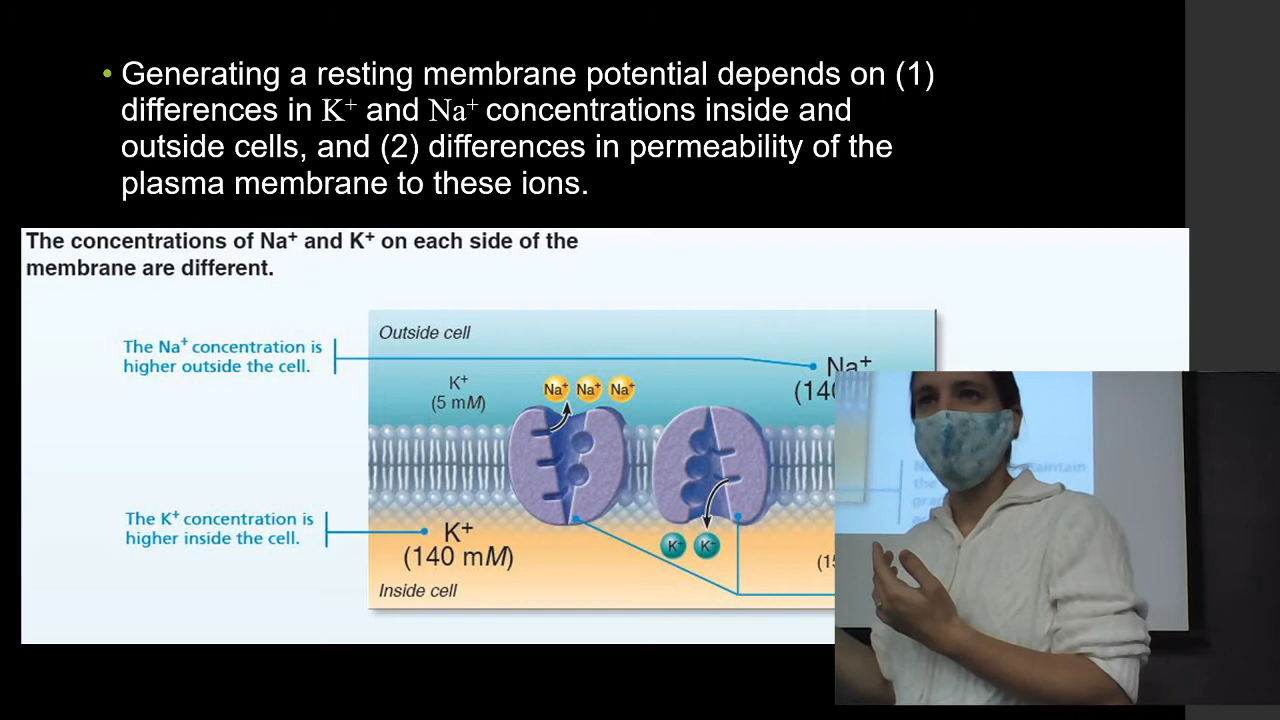 • Generating a resting membrane potential depends on (1)
differences in K⁺ and Na⁺ concentrations inside and
outside cells, and (2) differences in permeability of the
plasma membrane to these ions.
The concentrations of Na⁺ and K⁺ on each side of the
membrane are different.
Outside cell
The Na⁺ concentration is
higher outside the cell.
Na⁺
K⁺
(5 mM)
Na⁺ Na⁺ Na⁺
The K⁺ concentration is
higher inside the cell.
K⁺
(140 mM)
K⁺ K⁺
Inside cell